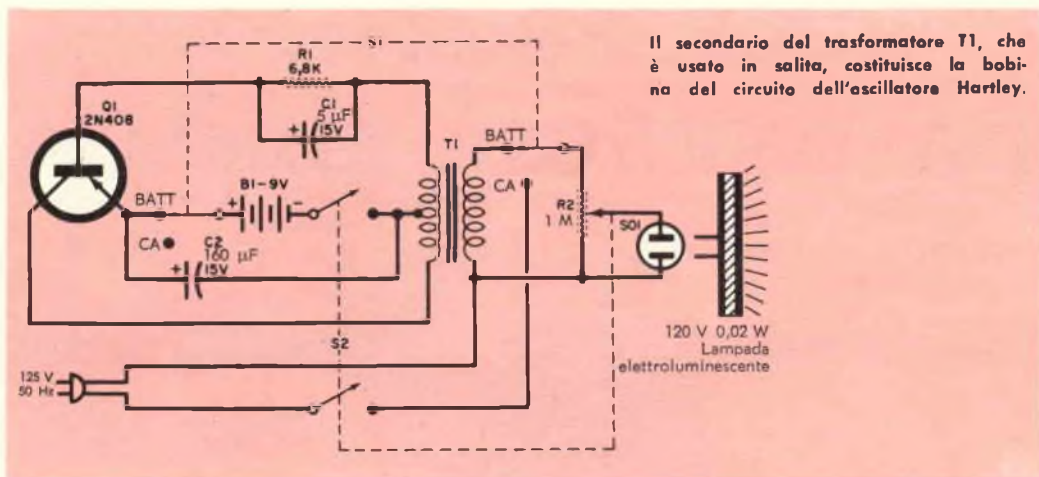 Il secondario del trasformatore T1, che
è usato in salita, costituisce la bobi-
na del circuito dell'oscillatore Hartley.
S1
R1
6,8K
C1
5 µF
+ 15V
Q1
2N408
T1
BATT
BATT
B1-9V
+ -
CA
CA
C2
160 µF
+ 15V
R2
1 M
SO1
S2
120 V 0,02 W
Lampada
elettroluminescente
125 V
50 Hz